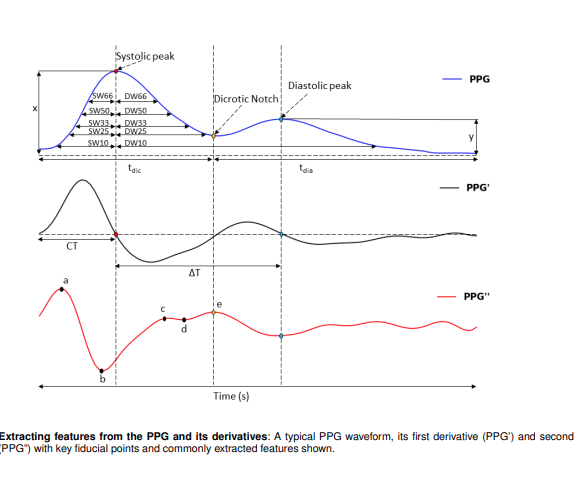 Systolic peak
Diastolic peak
PPG
Dicrotic Notch
x
SW66 DW66
SW50 DW50
SW33 DW33
SW25 DW25
SW10 DW10
y
tdic tdia
PPG'
CT
ΔT
a
PPG''
c
d
e
b
Time (s)
Extracting features from the PPG and its derivatives: A typical PPG waveform, its first derivative (PPG') and second
(PPG") with key fiducial points and commonly extracted features shown.